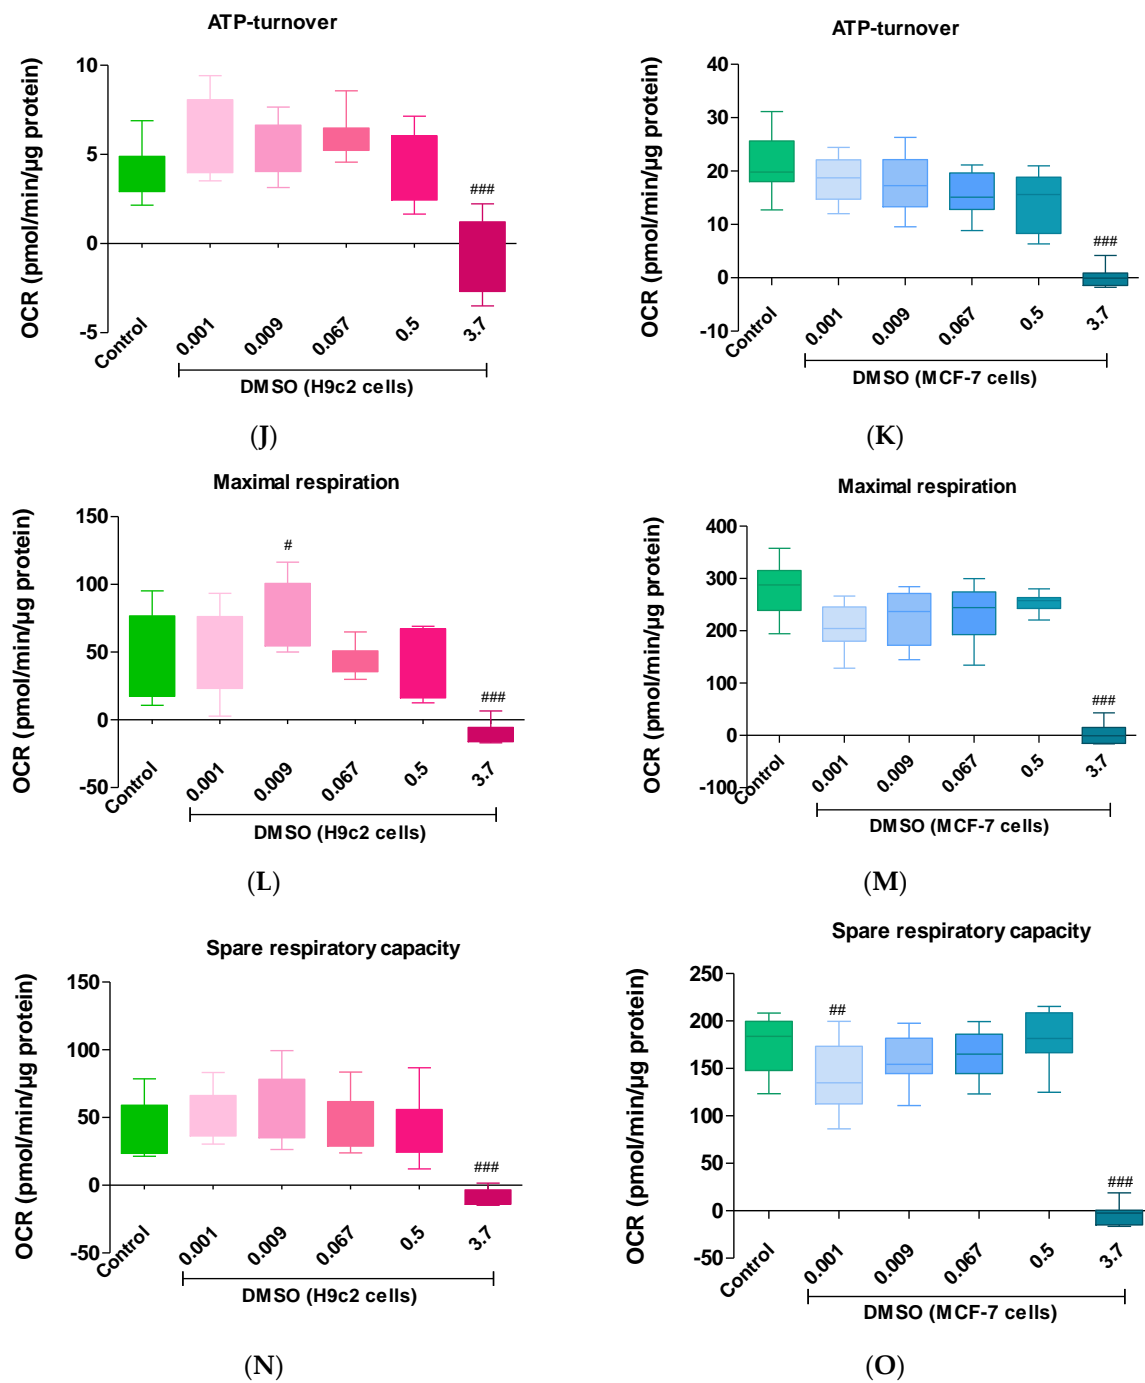 ATP-turnover
OCR (pmol/min/µg protein)
10
5
0
-5
###
Control
0.001
0.009
0.067
0.5
3.7
DMSO (H9c2 cells)
(J)
ATP-turnover
OCR (pmol/min/µg protein)
40
30
20
10
0
-10
###
Control
0.001
0.009
0.067
0.5
3.7
DMSO (MCF-7 cells)
(K)
Maximal respiration
OCR (pmol/min/µg protein)
150
100
50
0
-50
#
###
Control
0.001
0.009
0.067
0.5
3.7
DMSO (H9c2 cells)
(L)
Maximal respiration
OCR (pmol/min/µg protein)
400
300
200
100
0
-100
###
Control
0.001
0.009
0.067
0.5
3.7
DMSO (MCF-7 cells)
(M)
Spare respiratory capacity
OCR (pmol/min/µg protein)
150
100
50
0
-50
###
Control
0.001
0.009
0.067
0.5
3.7
DMSO (H9c2 cells)
(N)
Spare respiratory capacity
OCR (pmol/min/µg protein)
250
200
150
100
50
0
-50
##
###
Control
0.001
0.009
0.067
0.5
3.7
DMSO (MCF-7 cells)
(O)